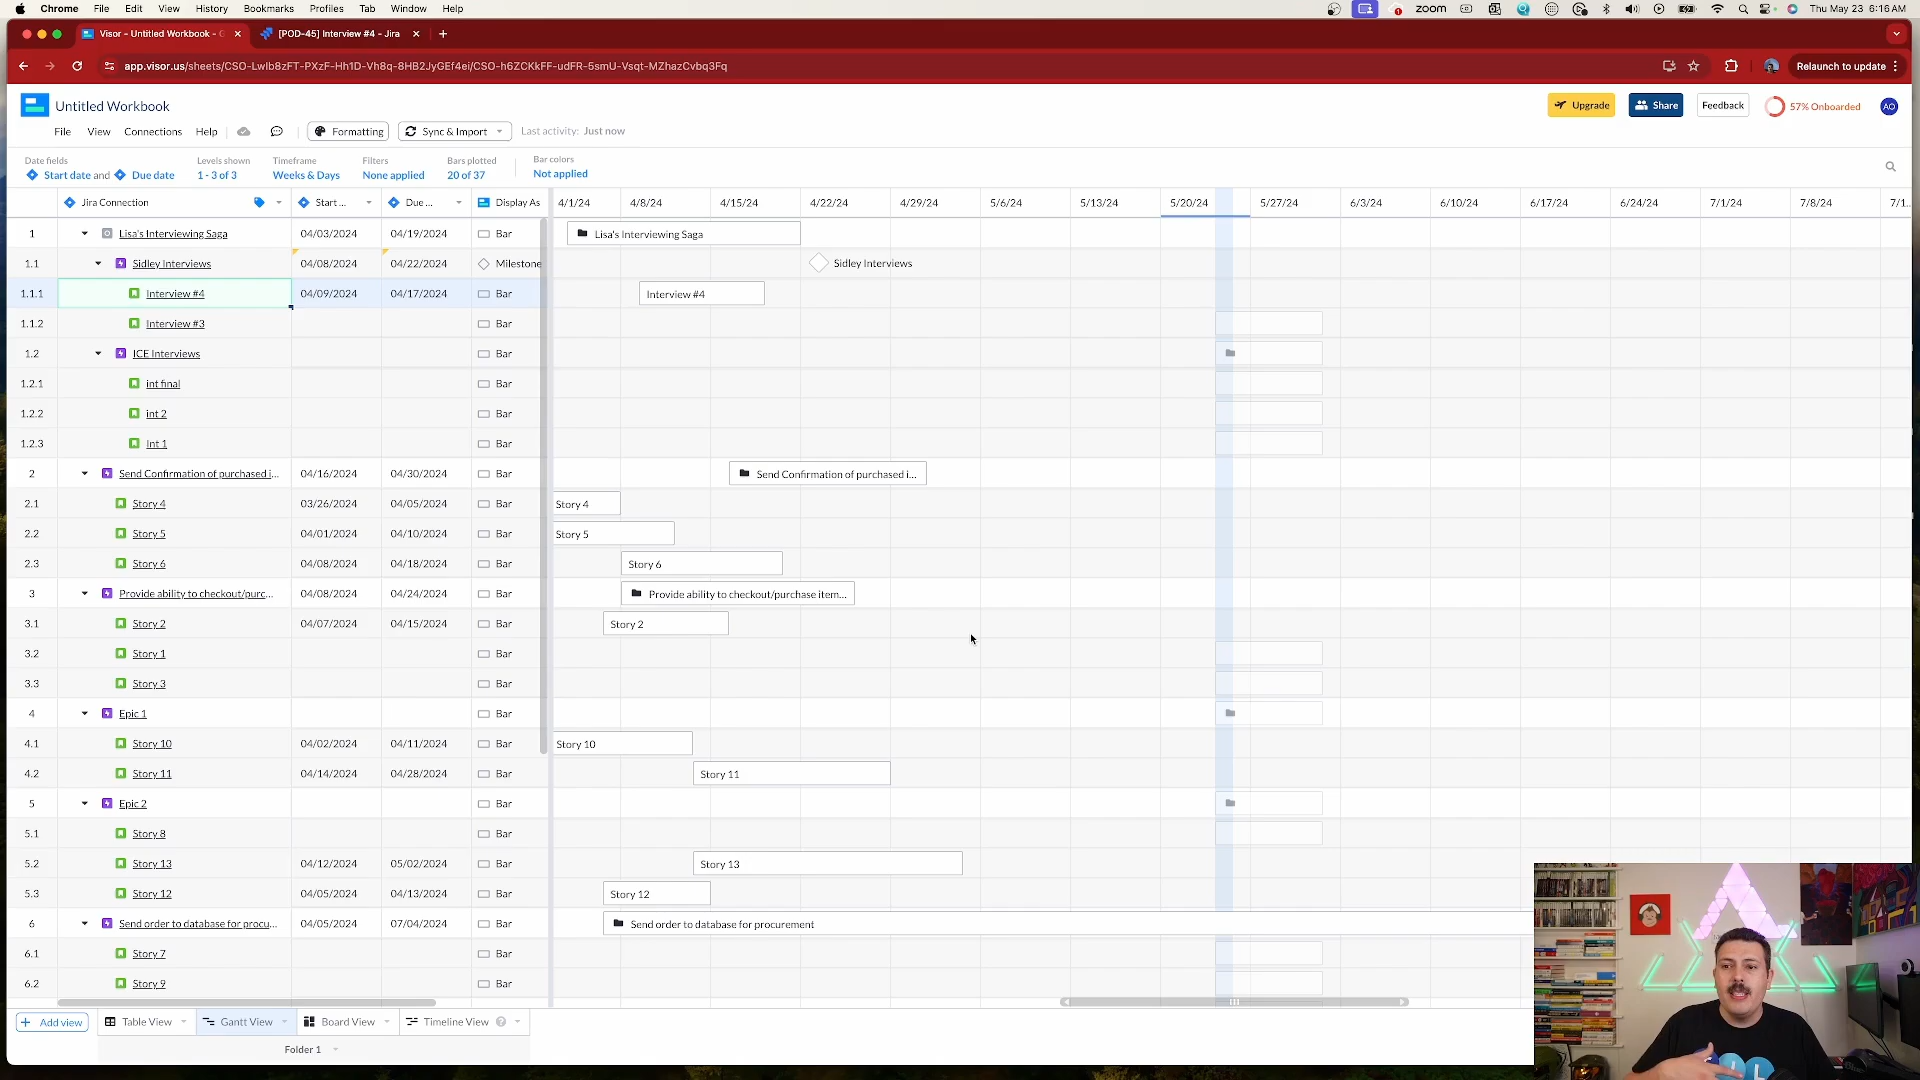 Chrome File Edit View History Bookmarks Profiles Tab Window Help zoom Thu May 23 6:16 AM
Visor - Untitled Workbook - G [POD-45] Interview #4 - Jira
app.visor.us/sheets/CSO-Lwlb8zFT-PXzF-Hh1D-Vh8q-8HB2JyGEf4ei/CSO-h6ZCKkFF-udFR-5smU-Vsqt-MZhazCvbq3Fq Relaunch to update
Untitled Workbook Upgrade Share Feedback 57% Onboarded AO
File View Connections Help Formatting Sync & Import Last activity: Just now
Date fields Levels shown Timeframe Filters Bars plotted Bar colors
Start date and Due date 1 - 3 of 3 Weeks & Days None applied 20 of 37 Not applied
Jira Connection Start ... Due ... Display As 4/1/24 4/8/24 4/15/24 4/22/24 4/29/24 5/6/24 5/13/24 5/20/24 5/27/24 6/3/24 6/10/24 6/17/24 6/24/24 7/1/24 7/8/24 7/1...
1 Lisa's Interviewing Saga 04/03/2024 04/19/2024 Bar Lisa's Interviewing Saga
1.1 Sidley Interviews 04/08/2024 04/22/2024 Milestone Sidley Interviews
1.1.1 Interview #4 04/09/2024 04/17/2024 Bar Interview #4
1.1.2 Interview #3 Bar
1.2 ICE Interviews Bar
1.2.1 int final Bar
1.2.2 int 2 Bar
1.2.3 Int 1 Bar
2 Send Confirmation of purchased i... 04/16/2024 04/30/2024 Bar Send Confirmation of purchased i...
2.1 Story 4 03/26/2024 04/05/2024 Bar Story 4
2.2 Story 5 04/01/2024 04/10/2024 Bar Story 5
2.3 Story 6 04/08/2024 04/18/2024 Bar Story 6
3 Provide ability to checkout/purc... 04/08/2024 04/24/2024 Bar Provide ability to checkout/purchase item...
3.1 Story 2 04/07/2024 04/15/2024 Bar Story 2
3.2 Story 1 Bar
3.3 Story 3 Bar
4 Epic 1 Bar
4.1 Story 10 04/02/2024 04/11/2024 Bar Story 10
4.2 Story 11 04/14/2024 04/28/2024 Bar Story 11
5 Epic 2 Bar
5.1 Story 8 Bar
5.2 Story 13 04/12/2024 05/02/2024 Bar Story 13
5.3 Story 12 04/05/2024 04/13/2024 Bar Story 12
6 Send order to database for procu... 04/05/2024 07/04/2024 Bar Send order to database for procurement
6.1 Story 7 Bar
6.2 Story 9 Bar
Add view Table View Gantt View Board View Timeline View
Folder 1